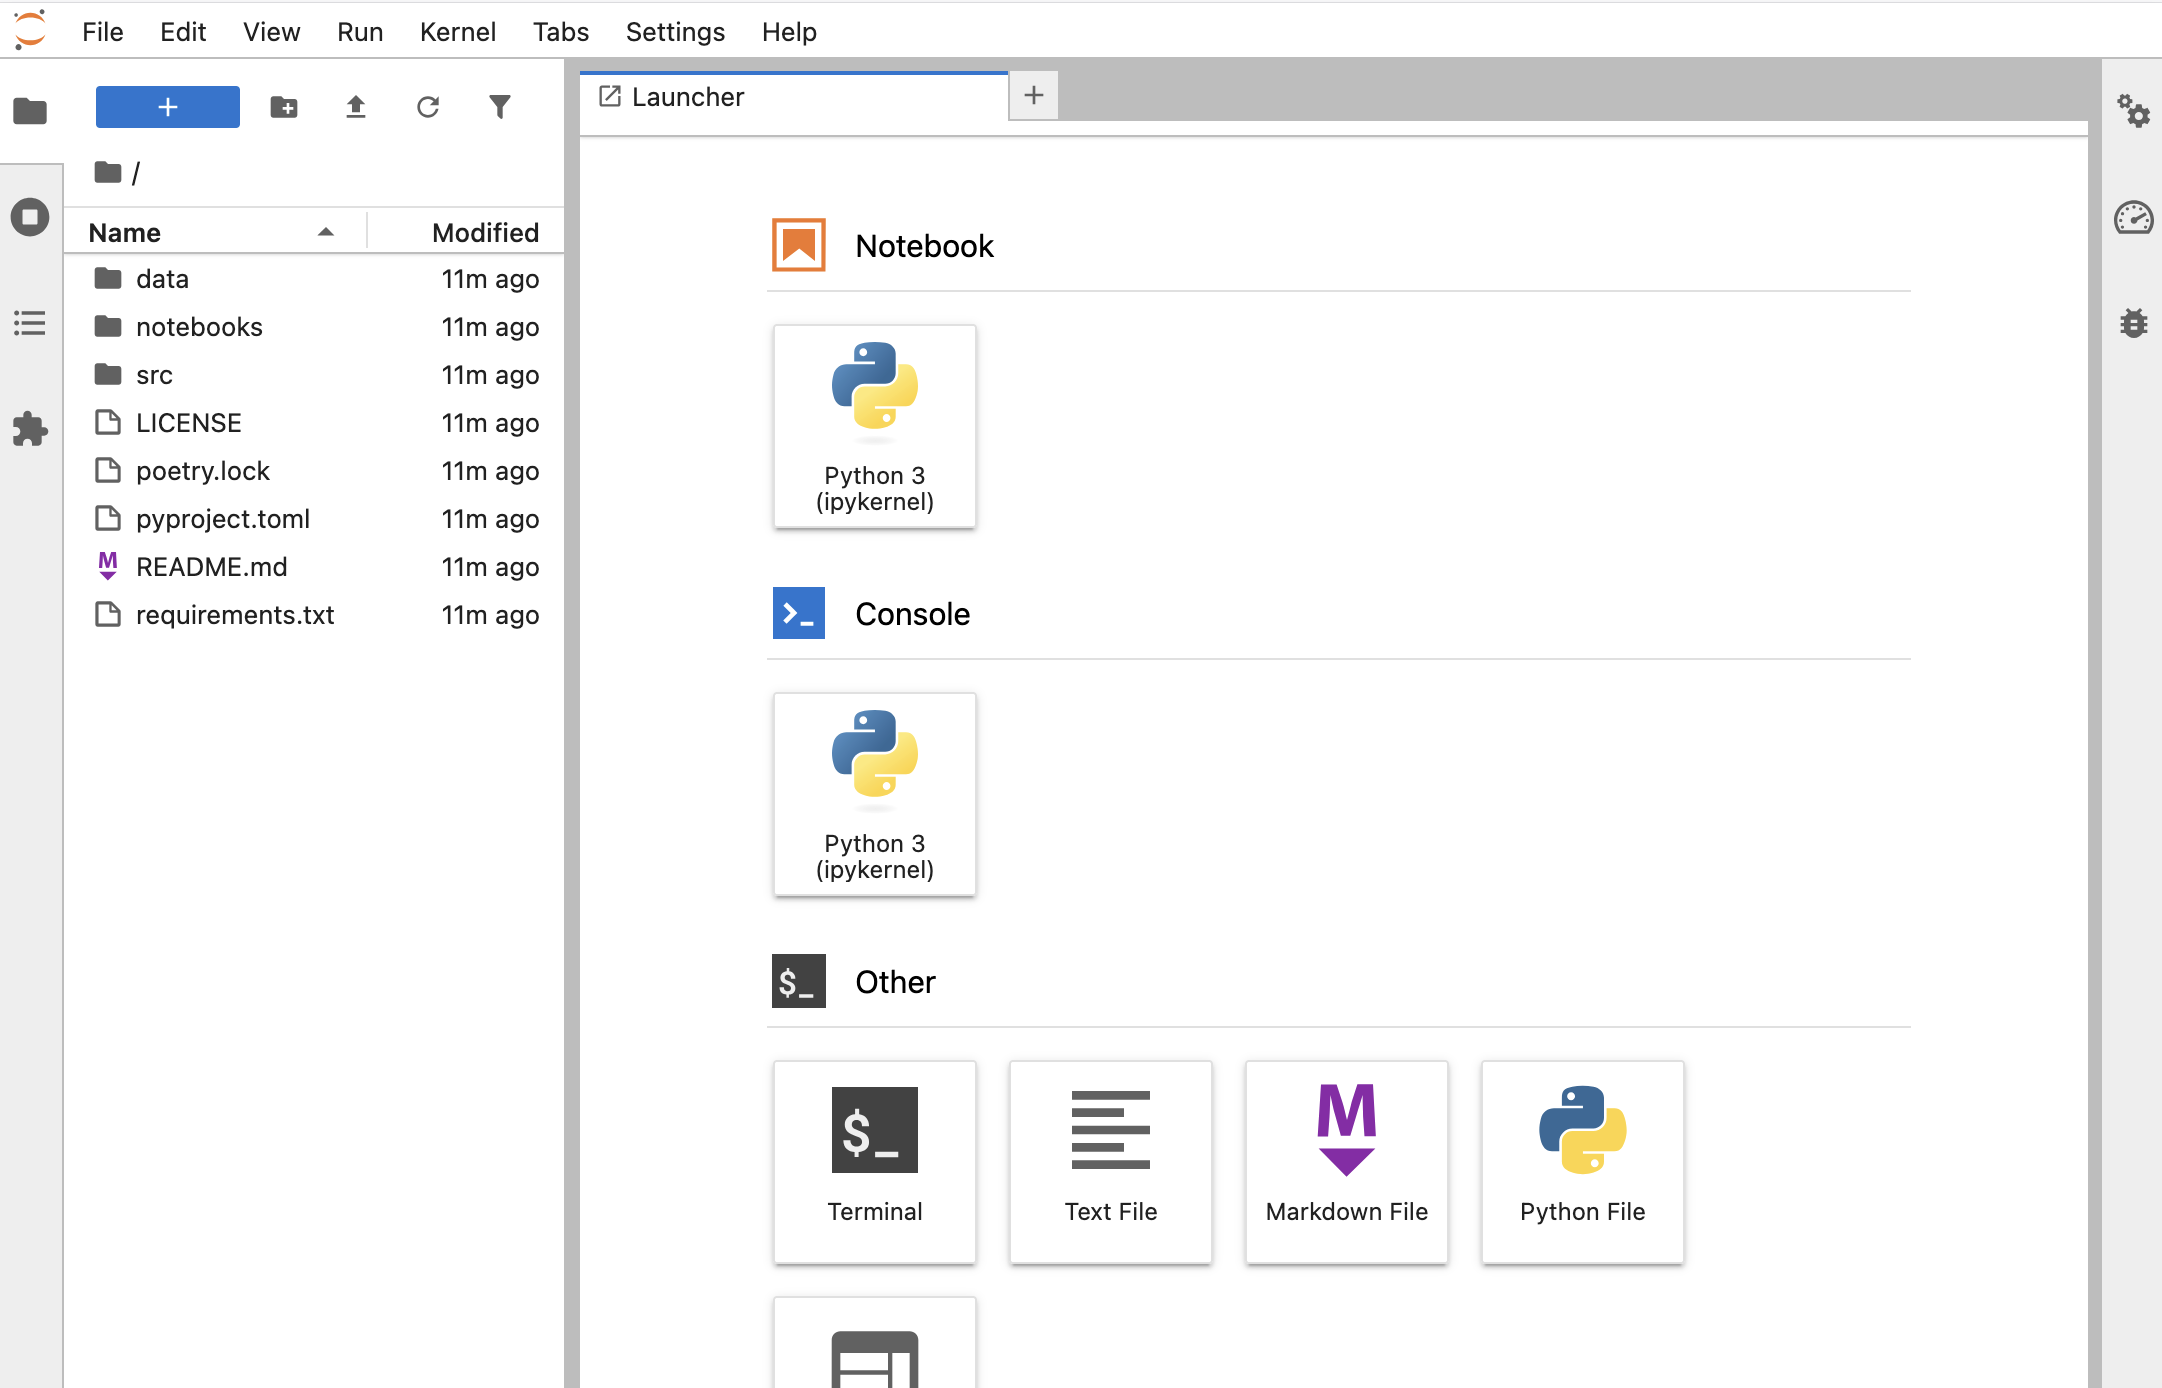 File Edit View Run Kernel Tabs Settings Help
+
/
Name Modified
data 11m ago
notebooks 11m ago
src 11m ago
LICENSE 11m ago
poetry.lock 11m ago
pyproject.toml 11m ago
M README.md 11m ago
requirements.txt 11m ago
Launcher +
Notebook
Python 3
(ipykernel)
>_ Console
Python 3
(ipykernel)
$_ Other
$_
Terminal
Text File
M
Markdown File
Python File